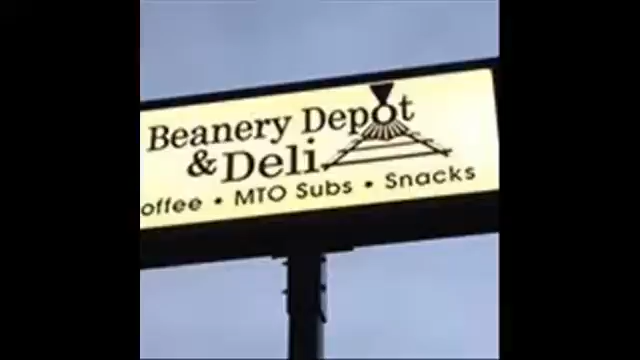 Beanery Depot
& Deli
offee • MTO Subs • Snacks